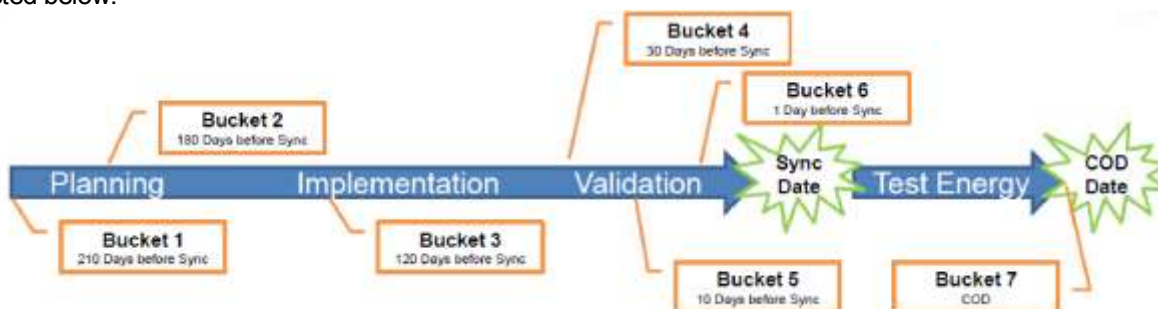 Bucket 4
30 Days before Sync
Bucket 6
1 Day before Sync
Bucket 2
180 Days before Sync
Sync
Date
COD
Date
Planning
Implementation
Validation
Test Energy
Bucket 1
210 Days before Sync
Bucket 3
120 Days before Sync
Bucket 5
10 Days before Sync
Bucket 7
COD